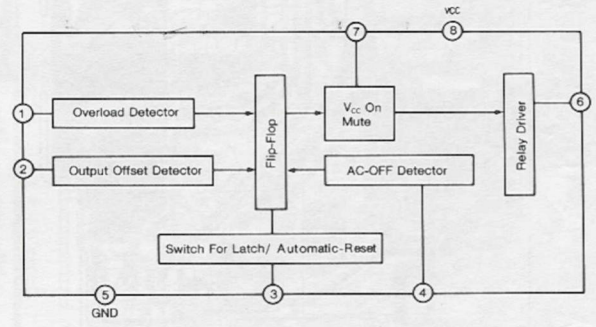 VCC
7
8
1
Overload Detector
Flip-Flop
VCC On
Mute
Relay Driver
6
2
Output Offset Detector
AC-OFF Detector
Switch For Latch/ Automatic-Reset
5
3
4
GND